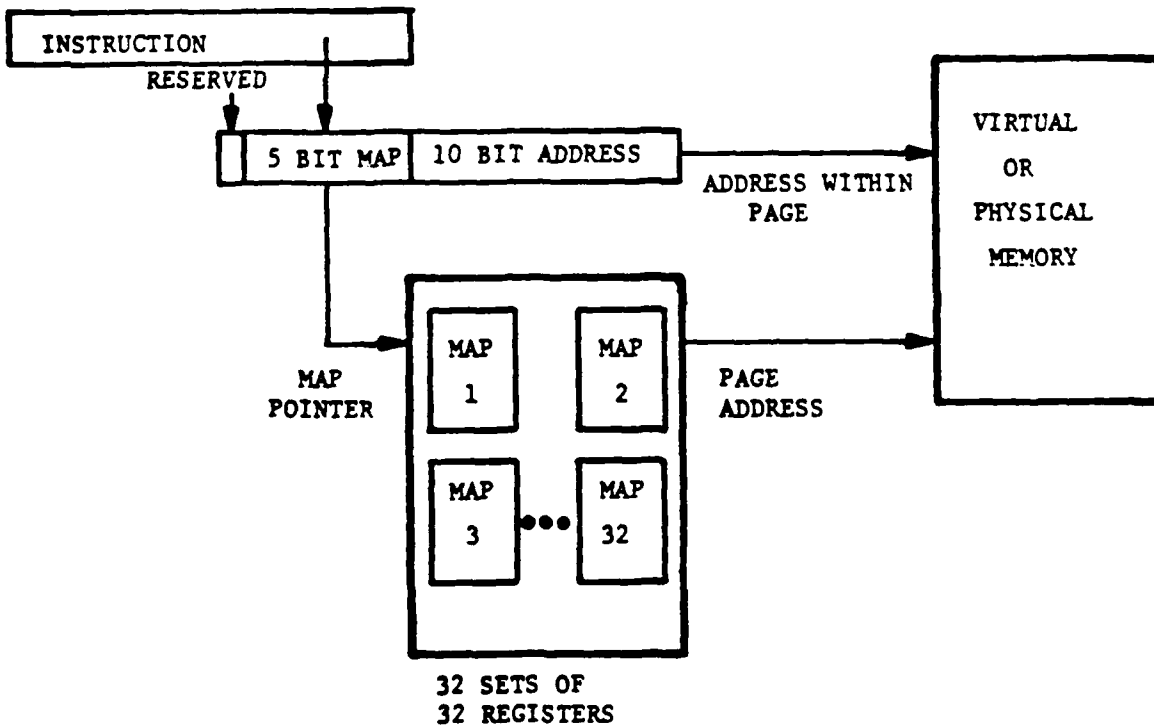 INSTRUCTION
RESERVED
5 BIT MAP
10 BIT ADDRESS
ADDRESS WITHIN
PAGE
VIRTUAL
OR
PHYSICAL
MEMORY
MAP
POINTER
MAP
1
MAP
2
MAP
3
MAP
32
PAGE
ADDRESS
32 SETS OF
32 REGISTERS